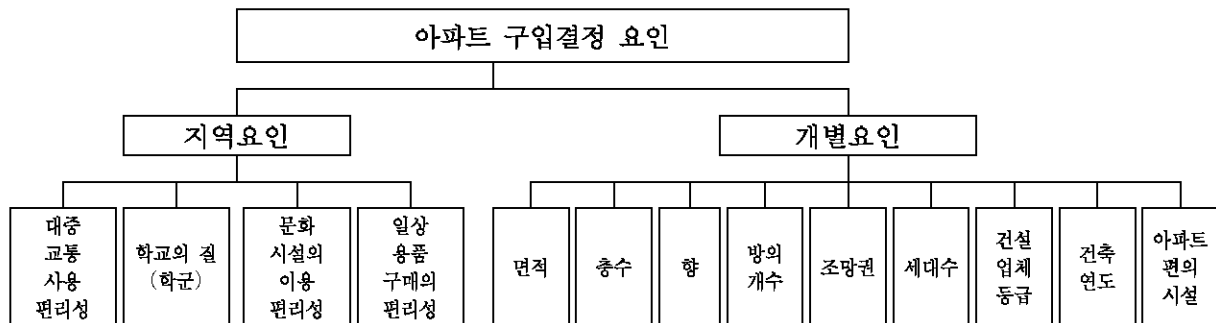 아파트 구입결정 요인
지역요인
개별요인
대중
교통
사용
편리성
학교의 질
(학군)
문화
시설의
이용
편리성
일상
용품
구매의
편리성
면적
층수
향
방의
개수
조망권
세대수
건설
업체
등급
건축
연도
아파트
편의
시설